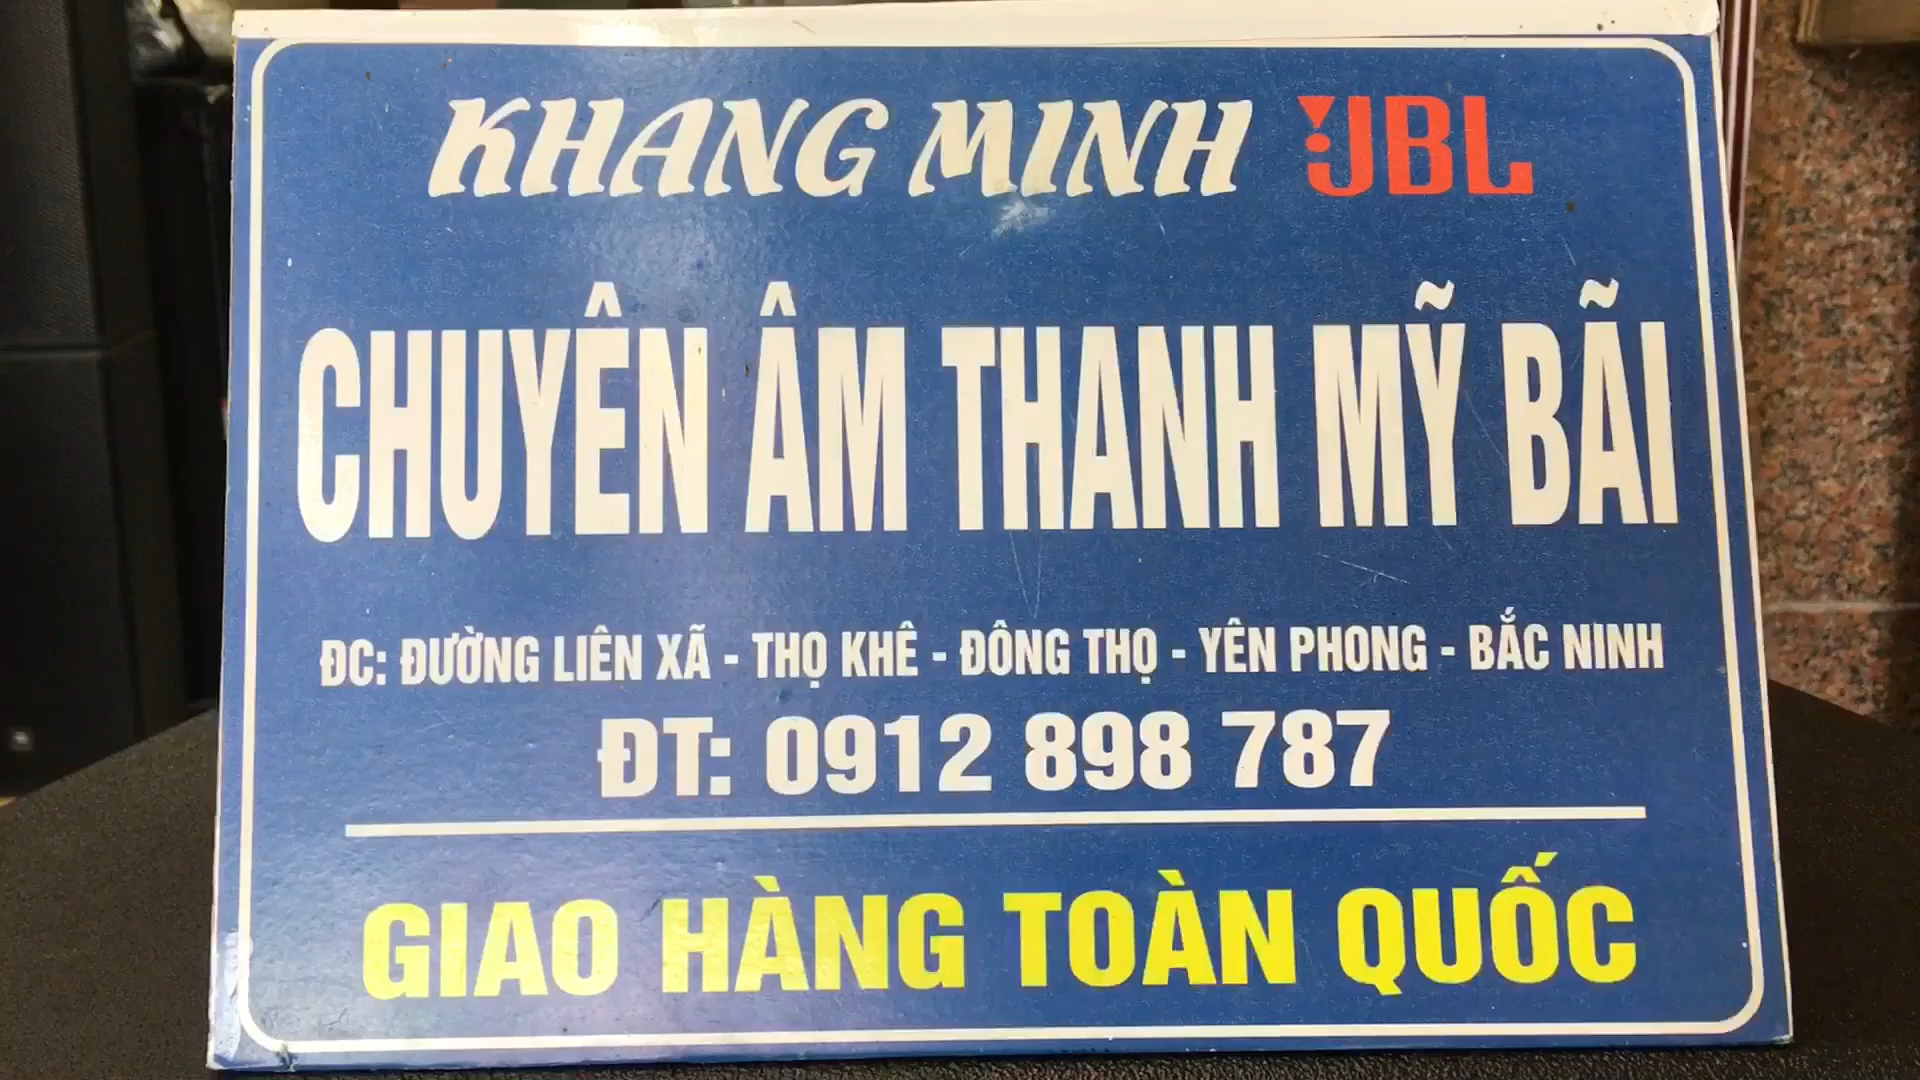 KHANG MINH JBL
CHUYÊN ÂM THANH MỸ BÃI
ĐC: ĐƯỜNG LIÊN XÃ - THỌ KHÊ - ĐÔNG THỌ - YÊN PHONG - BẮC NINH
ĐT: 0912 898 787
GIAO HÀNG TOÀN QUỐC